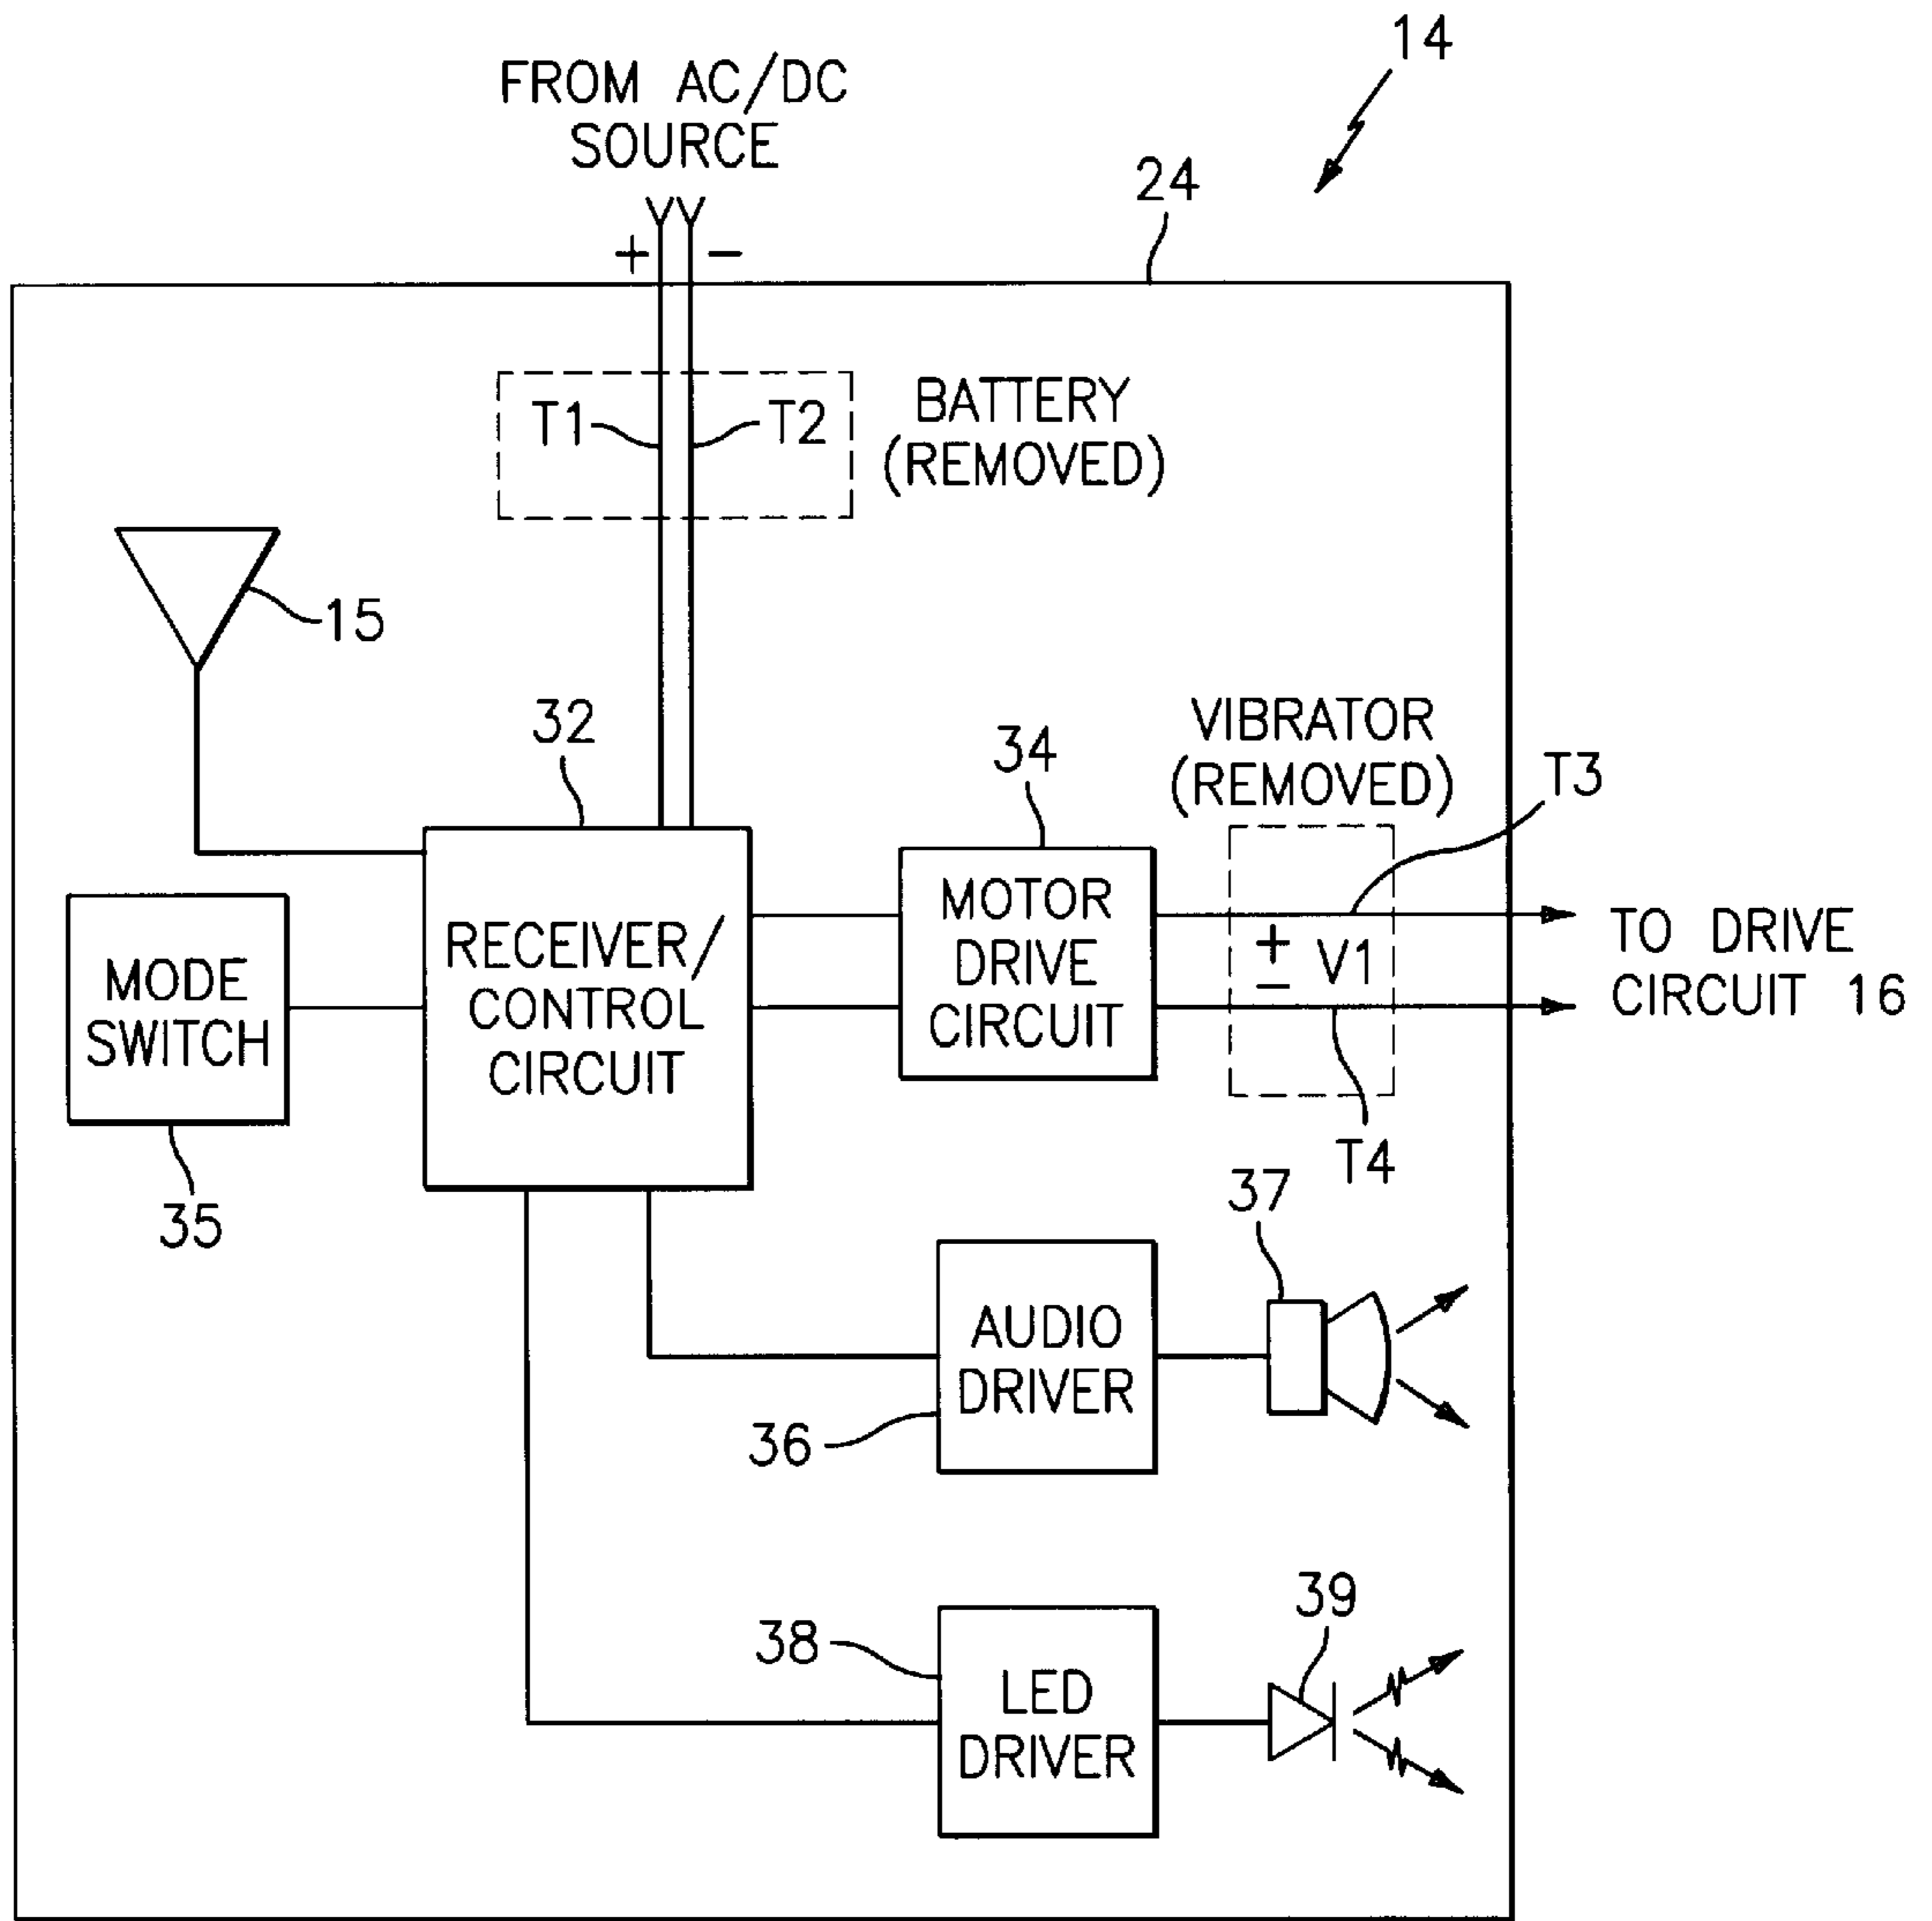 14
FROM AC/DC
SOURCE
24
+ −
T1 T2
BATTERY
(REMOVED)
15
32
34
VIBRATOR
(REMOVED)
T3
MODE
SWITCH
35
RECEIVER/
CONTROL
CIRCUIT
MOTOR
DRIVE
CIRCUIT
+
− V1
T4
TO DRIVE
CIRCUIT 16
37
AUDIO
DRIVER
36
39
38
LED
DRIVER